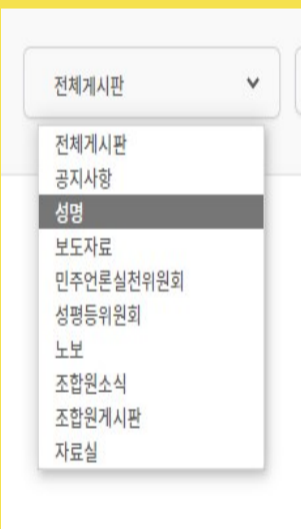 전체게시판
전체게시판
공지사항
성명
보도자료
민주언론실천위원회
성평등위원회
노보
조합원소식
조합원게시판
자료실